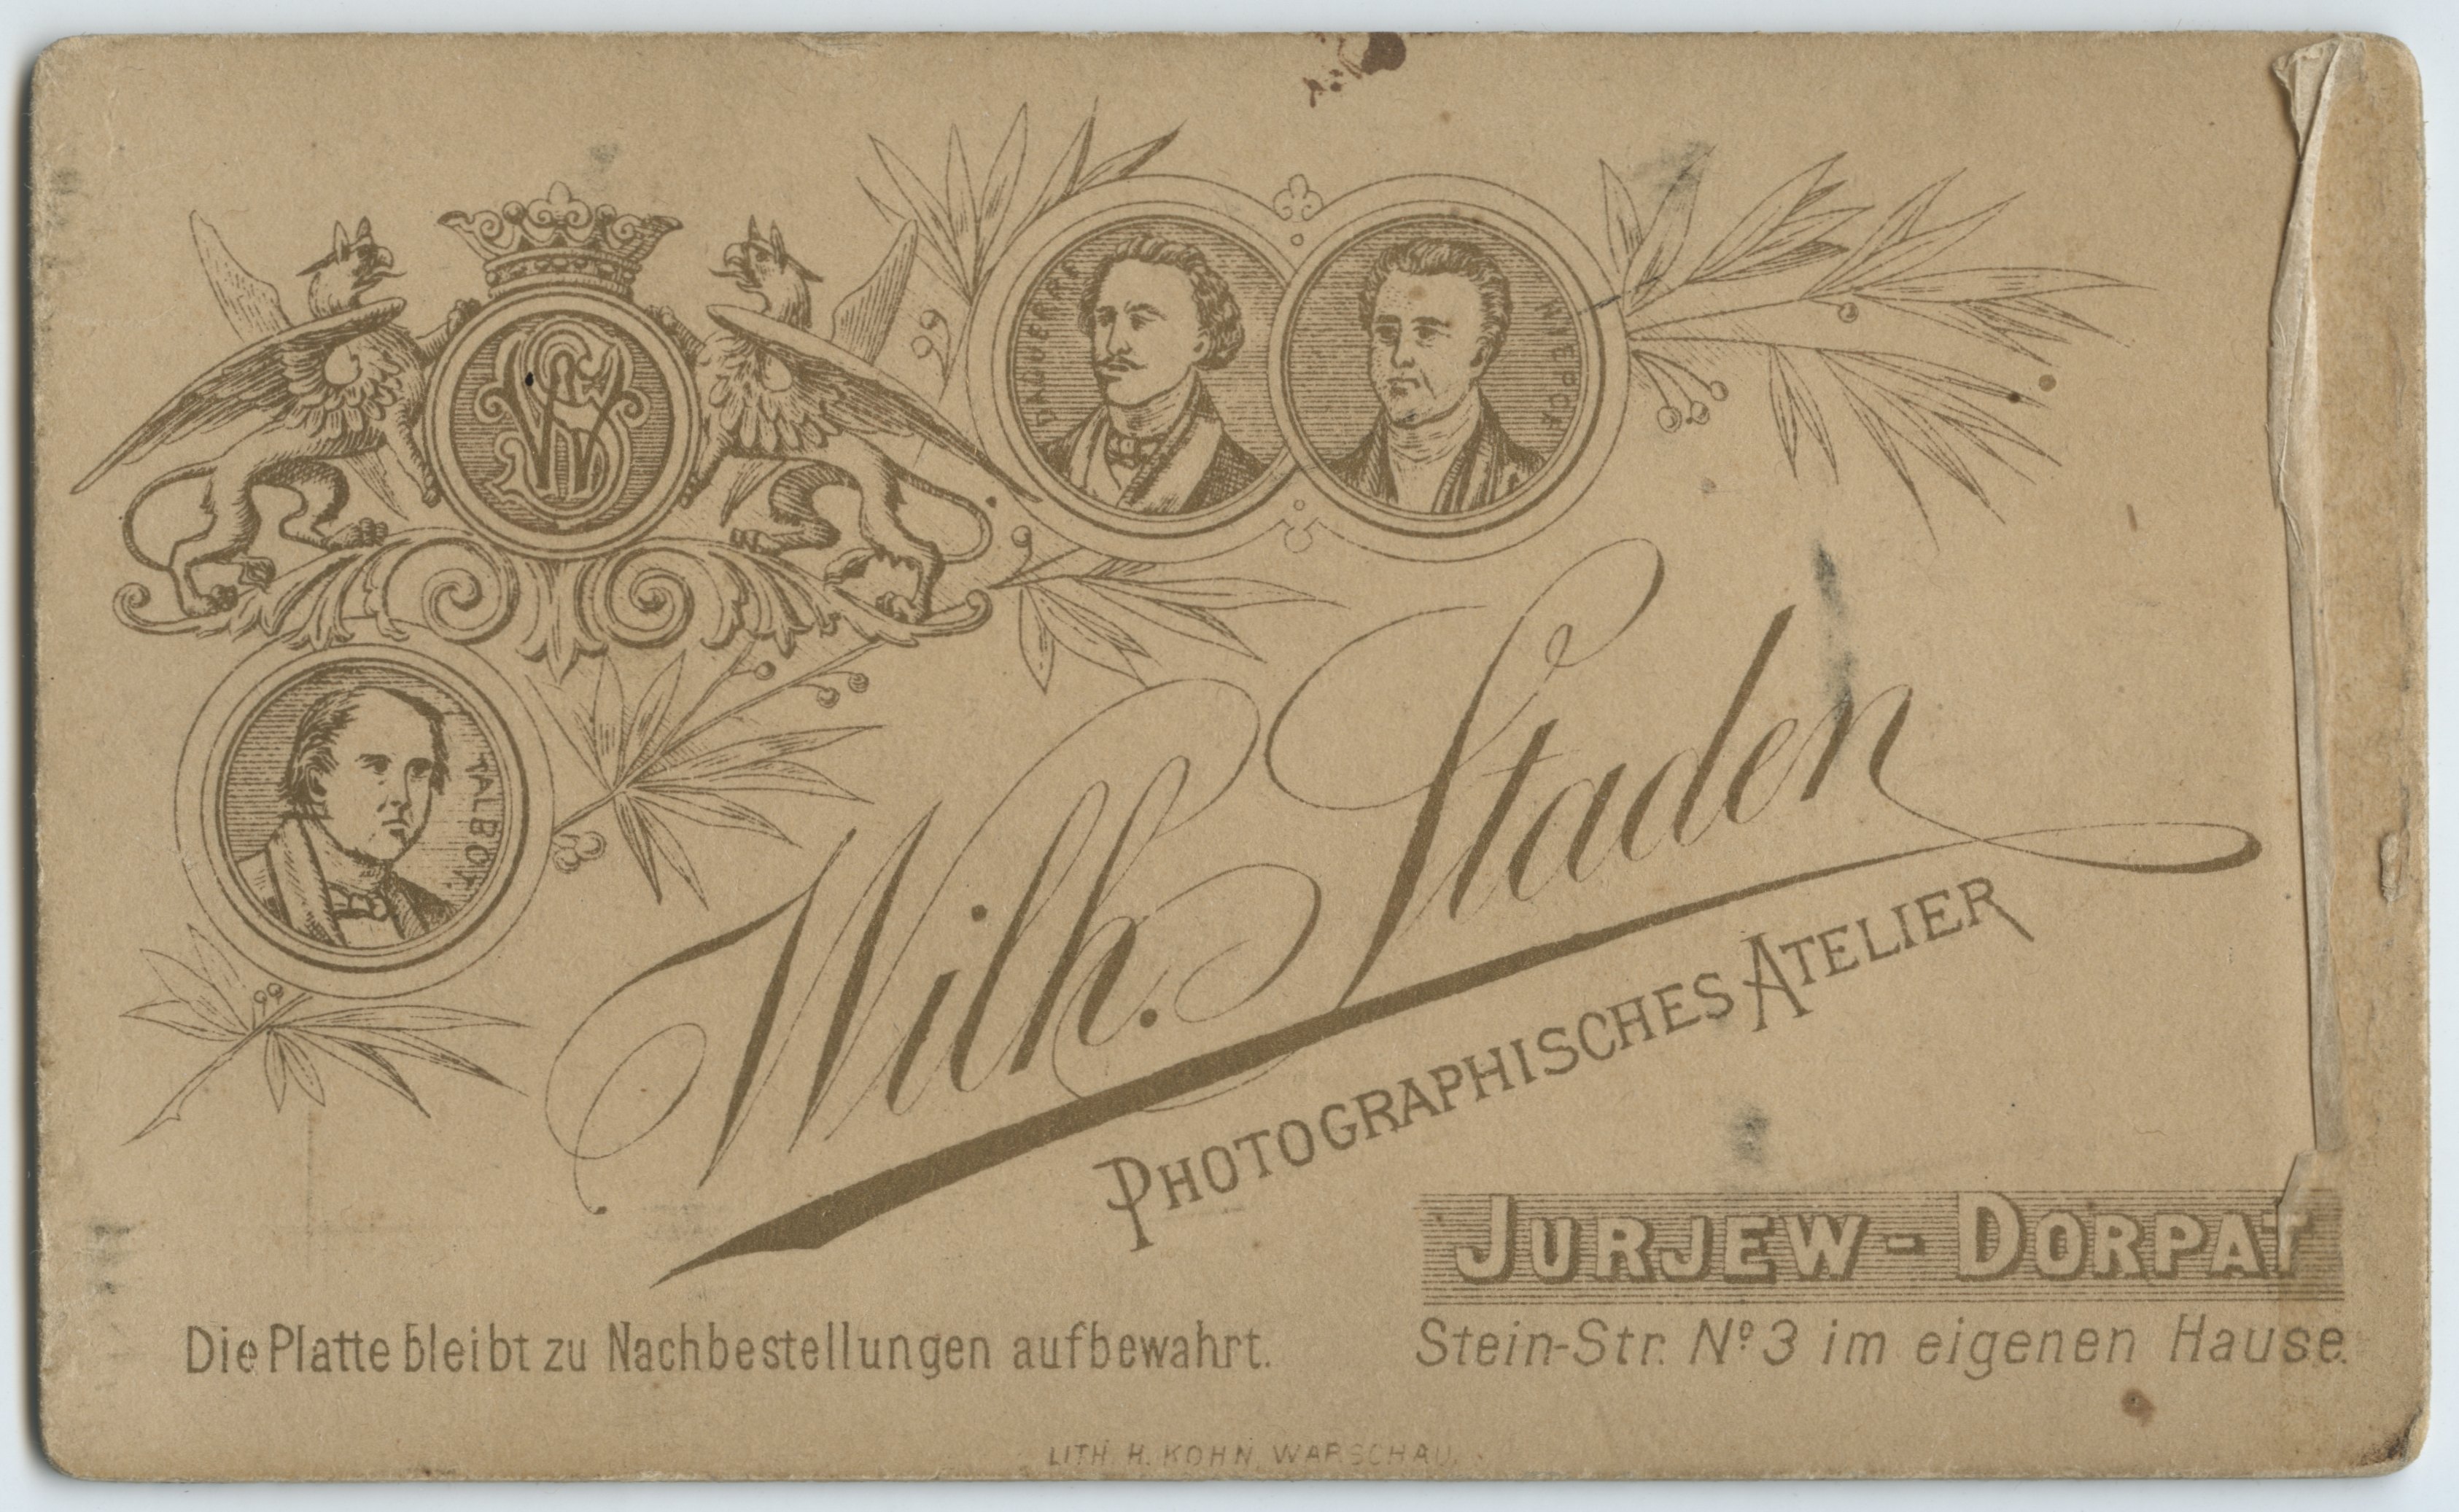 DAGUERRE
NIEPCE
WS
TALBOT
Wilh. Staden
PHOTOGRAPHISCHES ATELIER
JURJEW - DORPAT
Die Platte bleibt zu Nachbestellungen aufbewahrt.
Stein-Str. Nº 3 im eigenen Hause.
LITH. H. KOHN, WARSCHAU.